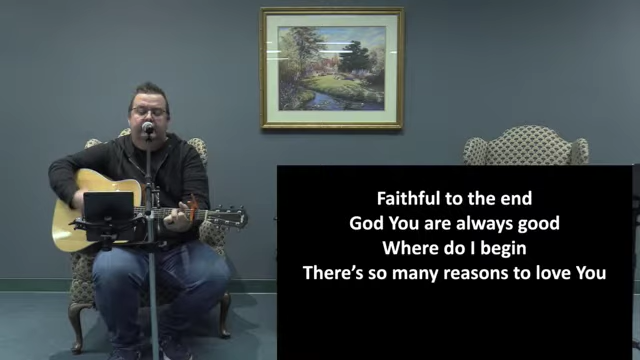 Faithful to the end
God You are always good
Where do I begin
There's so many reasons to love You